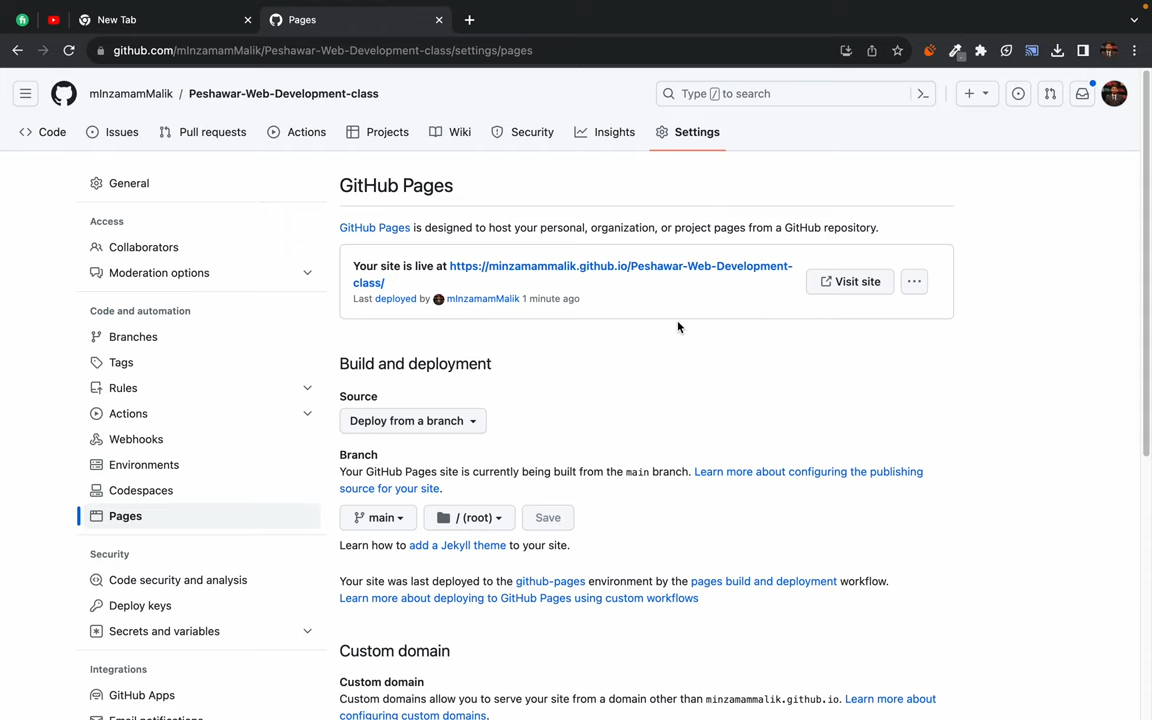 New Tab
Pages
github.com/mInzamamMalik/Peshawar-Web-Development-class/settings/pages
mInzamamMalik / Peshawar-Web-Development-class
Type / to search
Code
Issues
Pull requests
Actions
Projects
Wiki
Security
Insights
Settings
General
Access
Collaborators
Moderation options
Code and automation
Branches
Tags
Rules
Actions
Webhooks
Environments
Codespaces
Pages
Security
Code security and analysis
Deploy keys
Secrets and variables
Integrations
GitHub Apps
Email notifications
GitHub Pages
GitHub Pages is designed to host your personal, organization, or project pages from a GitHub repository.
Your site is live at https://minzamammalik.github.io/Peshawar-Web-Development-
class/
Last deployed by mInzamamMalik 1 minute ago
Visit site
Build and deployment
Source
Deploy from a branch
Branch
Your GitHub Pages site is currently being built from the main branch. Learn more about configuring the publishing
source for your site.
main
/ (root)
Save
Learn how to add a Jekyll theme to your site.
Your site was last deployed to the github-pages environment by the pages build and deployment workflow.
Learn more about deploying to GitHub Pages using custom workflows
Custom domain
Custom domain
Custom domains allow you to serve your site from a domain other than minzamammalik.github.io. Learn more about
configuring custom domains.